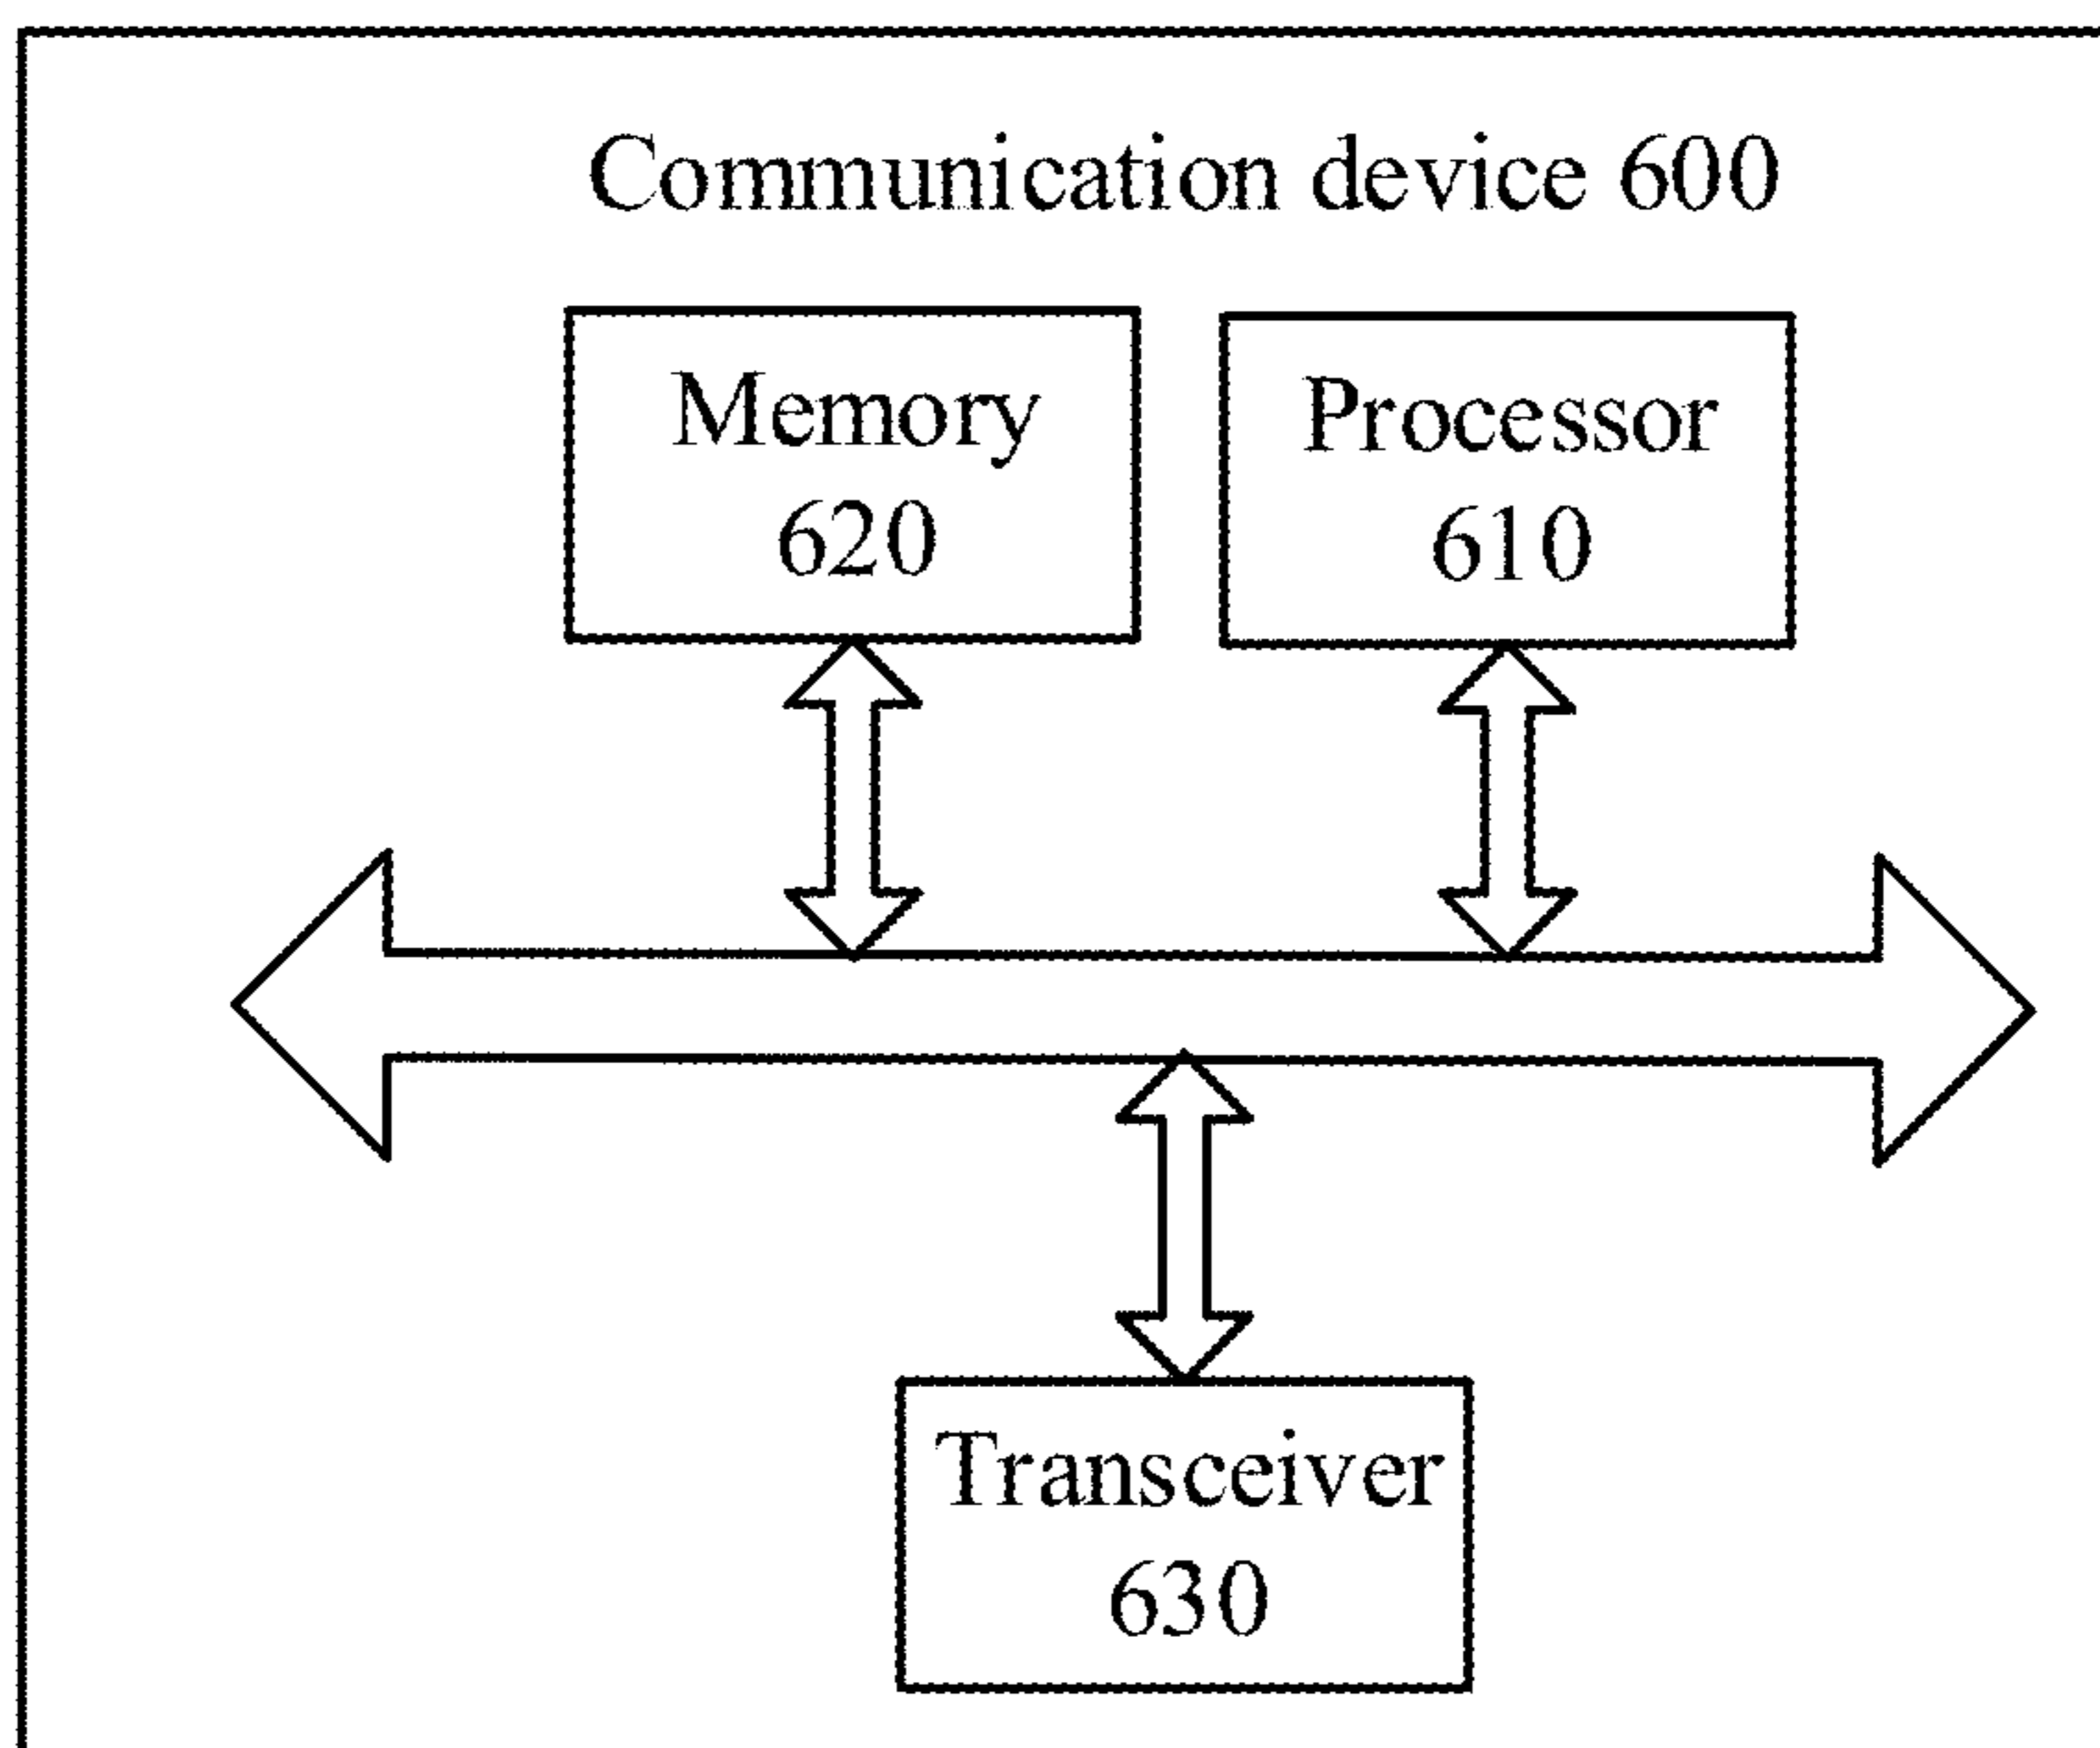 Communication device 600
Memory
620
Processor
610
Transceiver
630